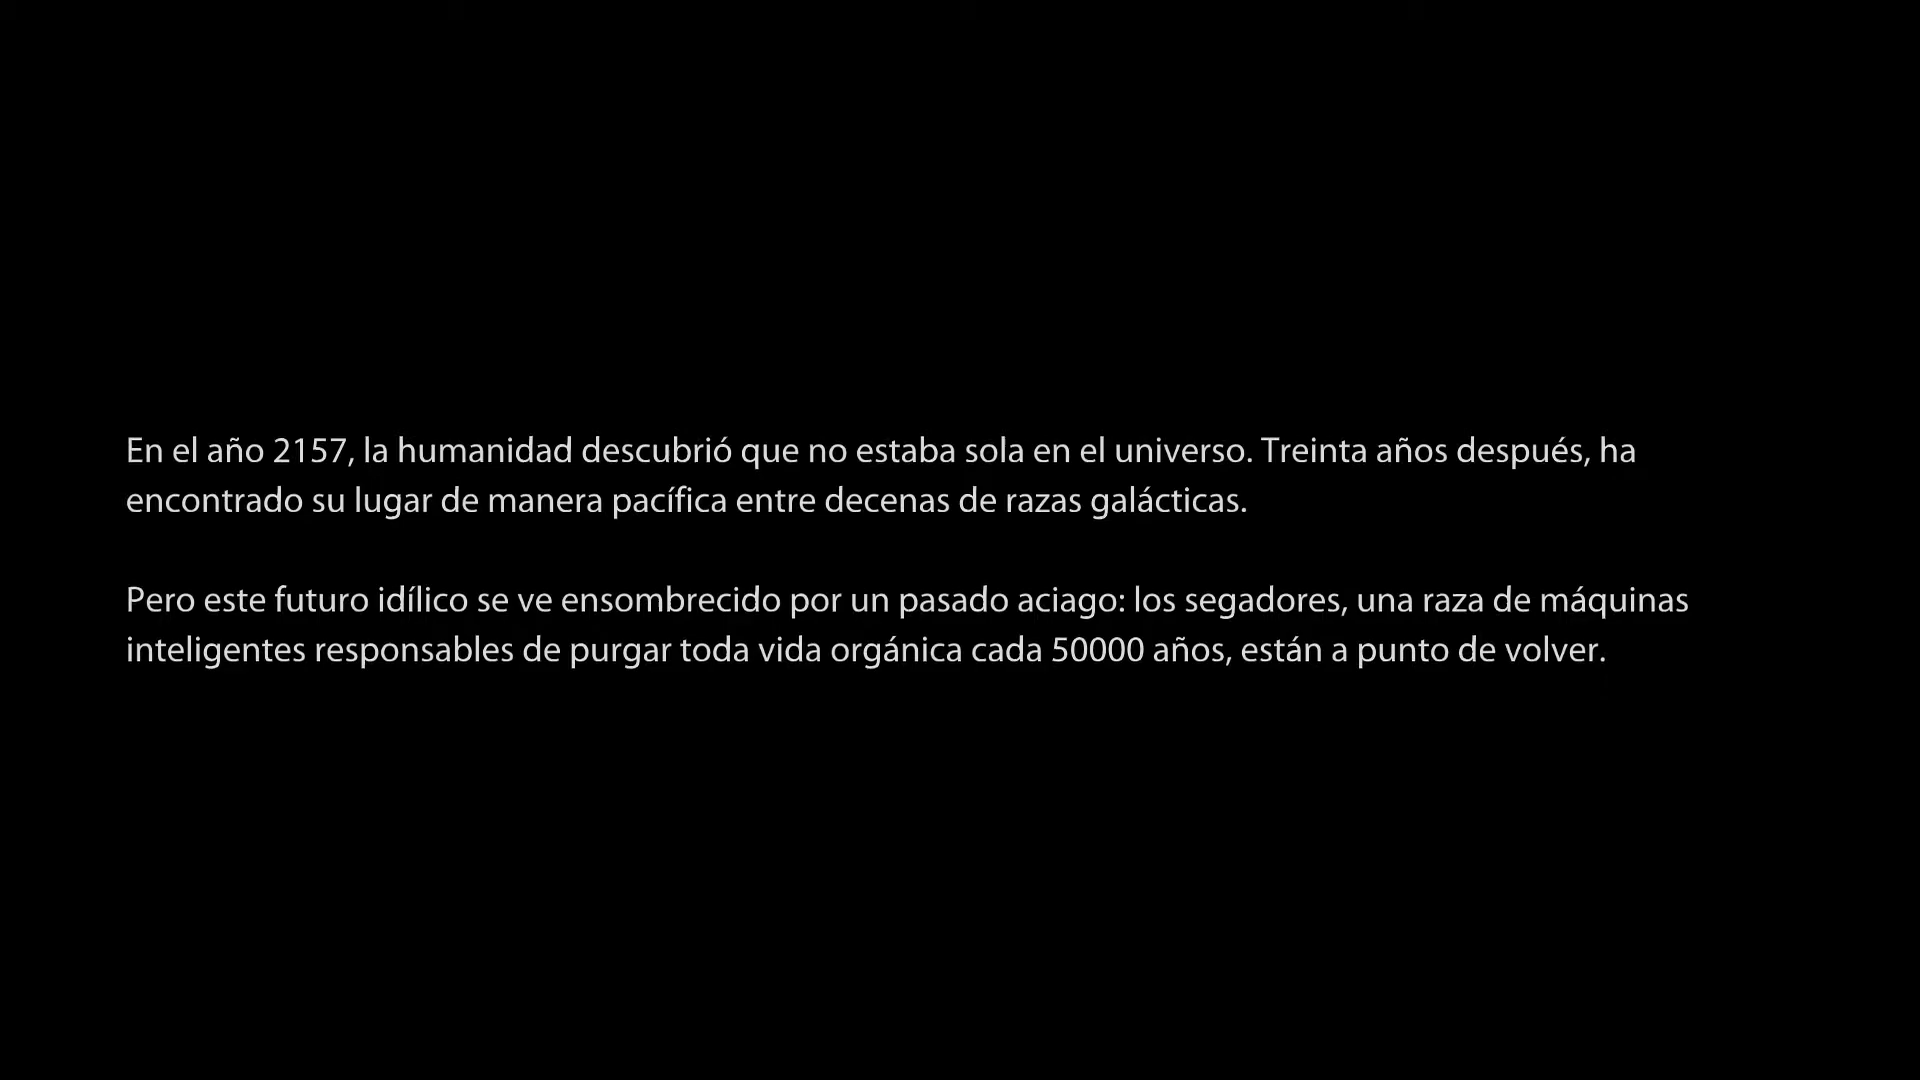 En el año 2157, la humanidad descubrió que no estaba sola en el universo. Treinta años después, ha
encontrado su lugar de manera pacífica entre decenas de razas galácticas.
Pero este futuro idílico se ve ensombrecido por un pasado aciago: los segadores, una raza de máquinas
inteligentes responsables de purgar toda vida orgánica cada 50000 años, están a punto de volver.